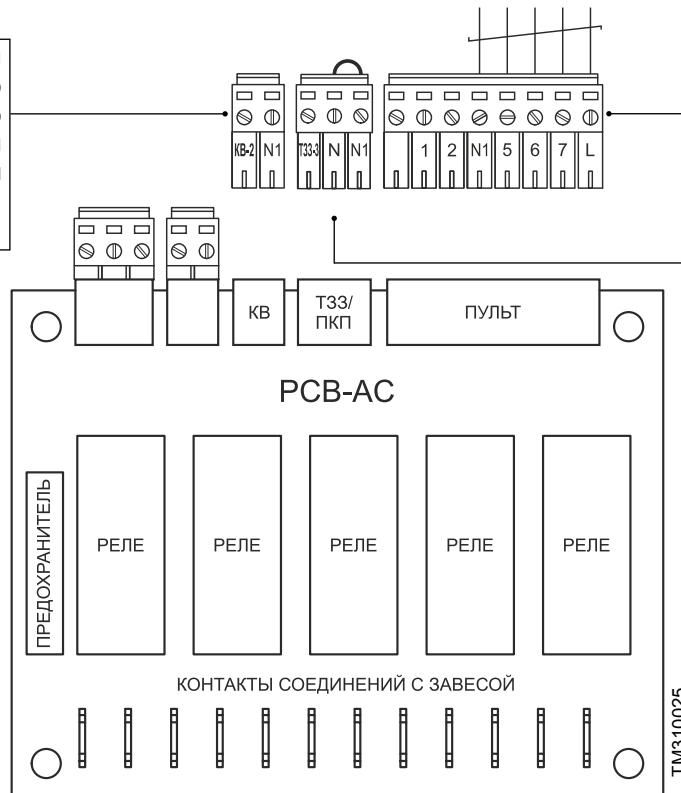 КВ-2 N1 ТЗЗ-3 N N1 1 2 N1 5 6 7 L
КВ
ТЗЗ/
ПКП
ПУЛЬТ
PCB-AC
ПРЕДОХРАНИТЕЛЬ
РЕЛЕ РЕЛЕ РЕЛЕ РЕЛЕ РЕЛЕ
КОНТАКТЫ СОЕДИНЕНИЙ С ЗАВЕСОЙ
TM310025